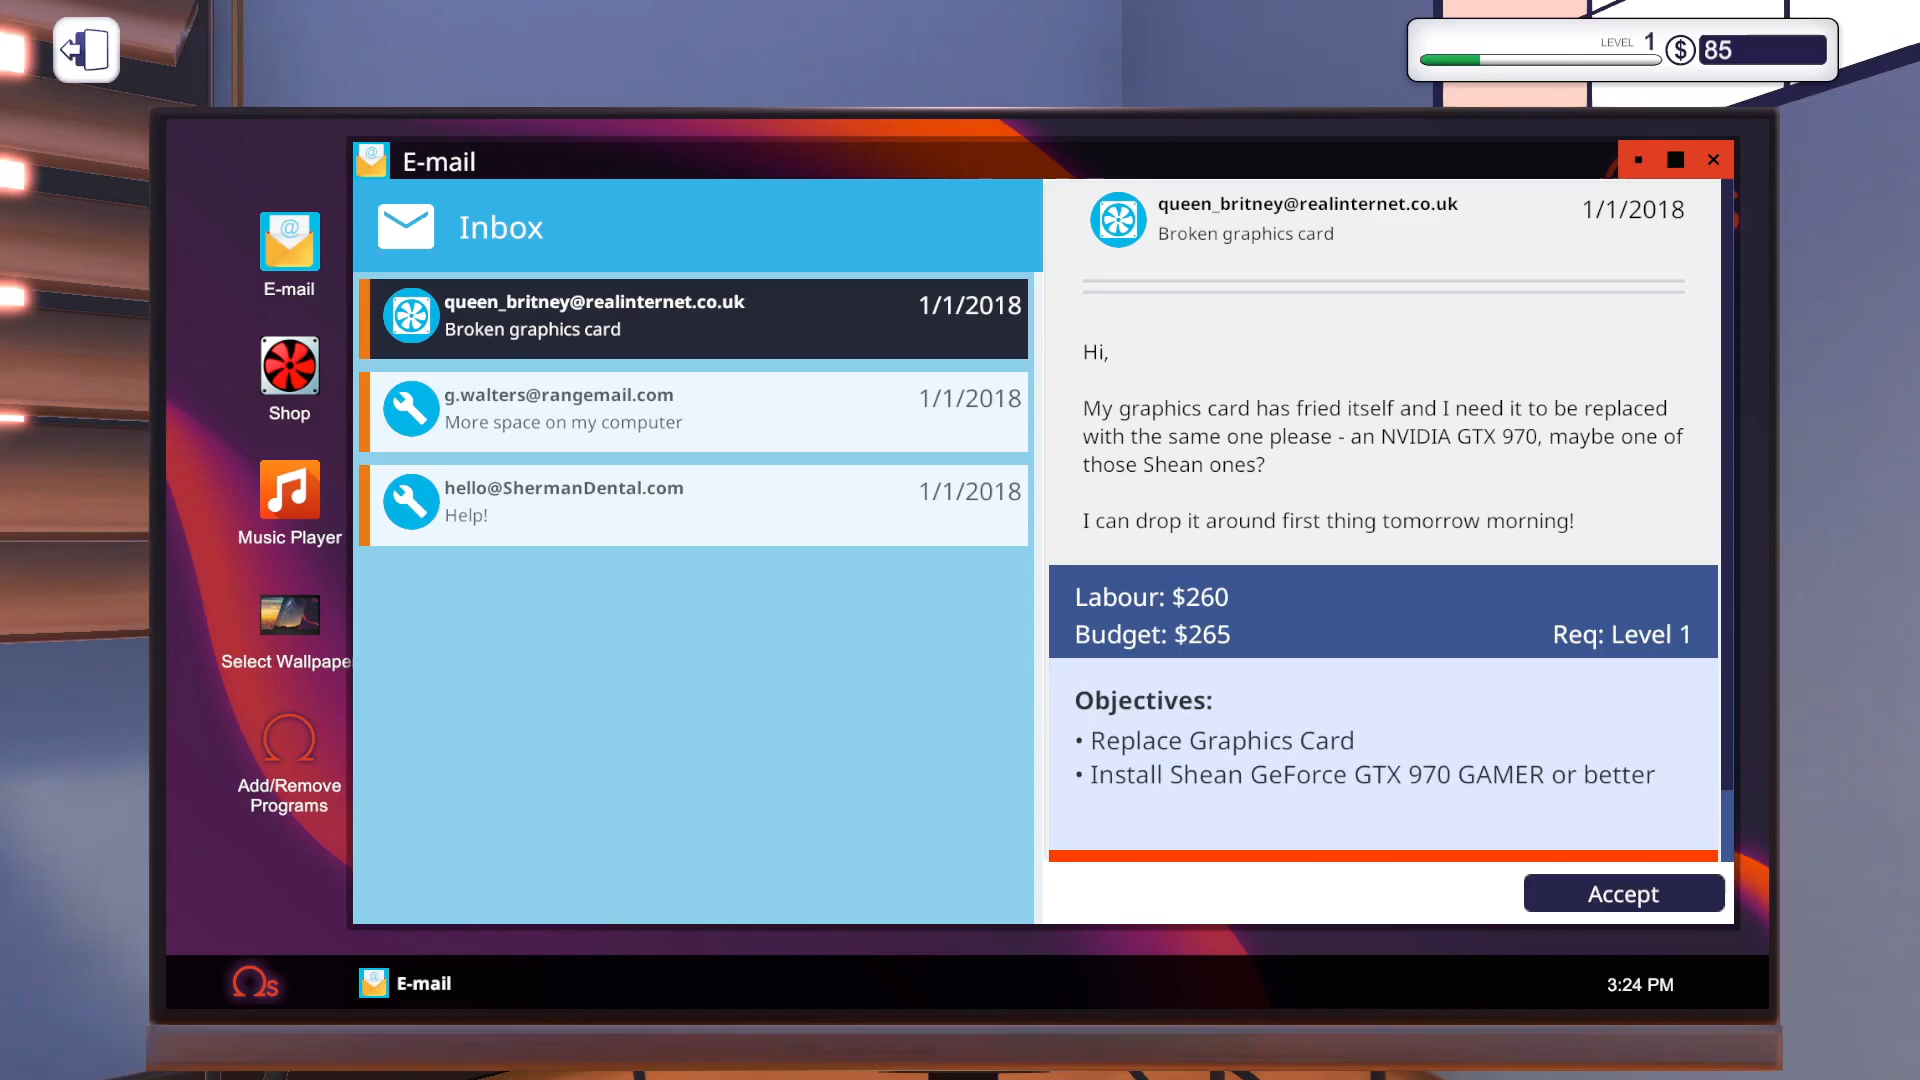 LEVEL 1
$ 85
E-mail
Inbox
queen_britney@realinternet.co.uk
1/1/2018
Broken graphics card
g.walters@rangemail.com
1/1/2018
More space on my computer
hello@ShermanDental.com
1/1/2018
Help!
queen_britney@realinternet.co.uk
1/1/2018
Broken graphics card
Hi,
My graphics card has fried itself and I need it to be replaced
with the same one please - an NVIDIA GTX 970, maybe one of
those Shean ones?
I can drop it around first thing tomorrow morning!
Labour: $260
Budget: $265
Req: Level 1
Objectives:
• Replace Graphics Card
• Install Shean GeForce GTX 970 GAMER or better
Accept
E-mail
Shop
Music Player
Select Wallpape
Add/Remove
Programs
Ωs
E-mail
3:24 PM